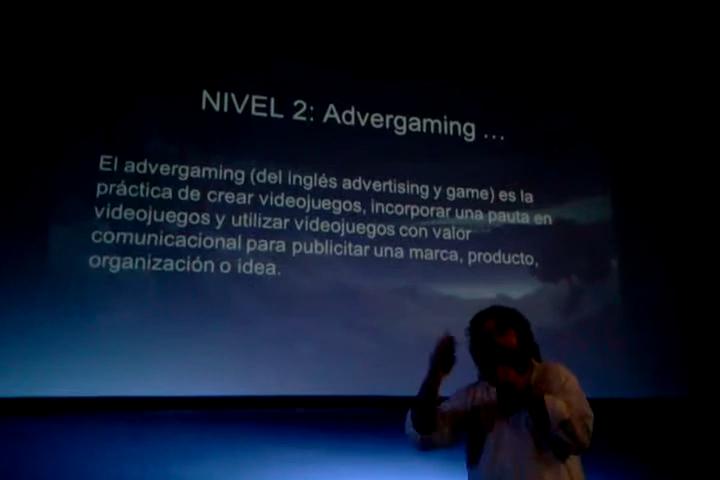 NIVEL 2: Advergaming ...
El advergaming (del inglés advertising y game) es la
práctica de crear videojuegos, incorporar una pauta en
videojuegos y utilizar videojuegos con valor
comunicacional para publicitar una marca, producto,
organización o idea.